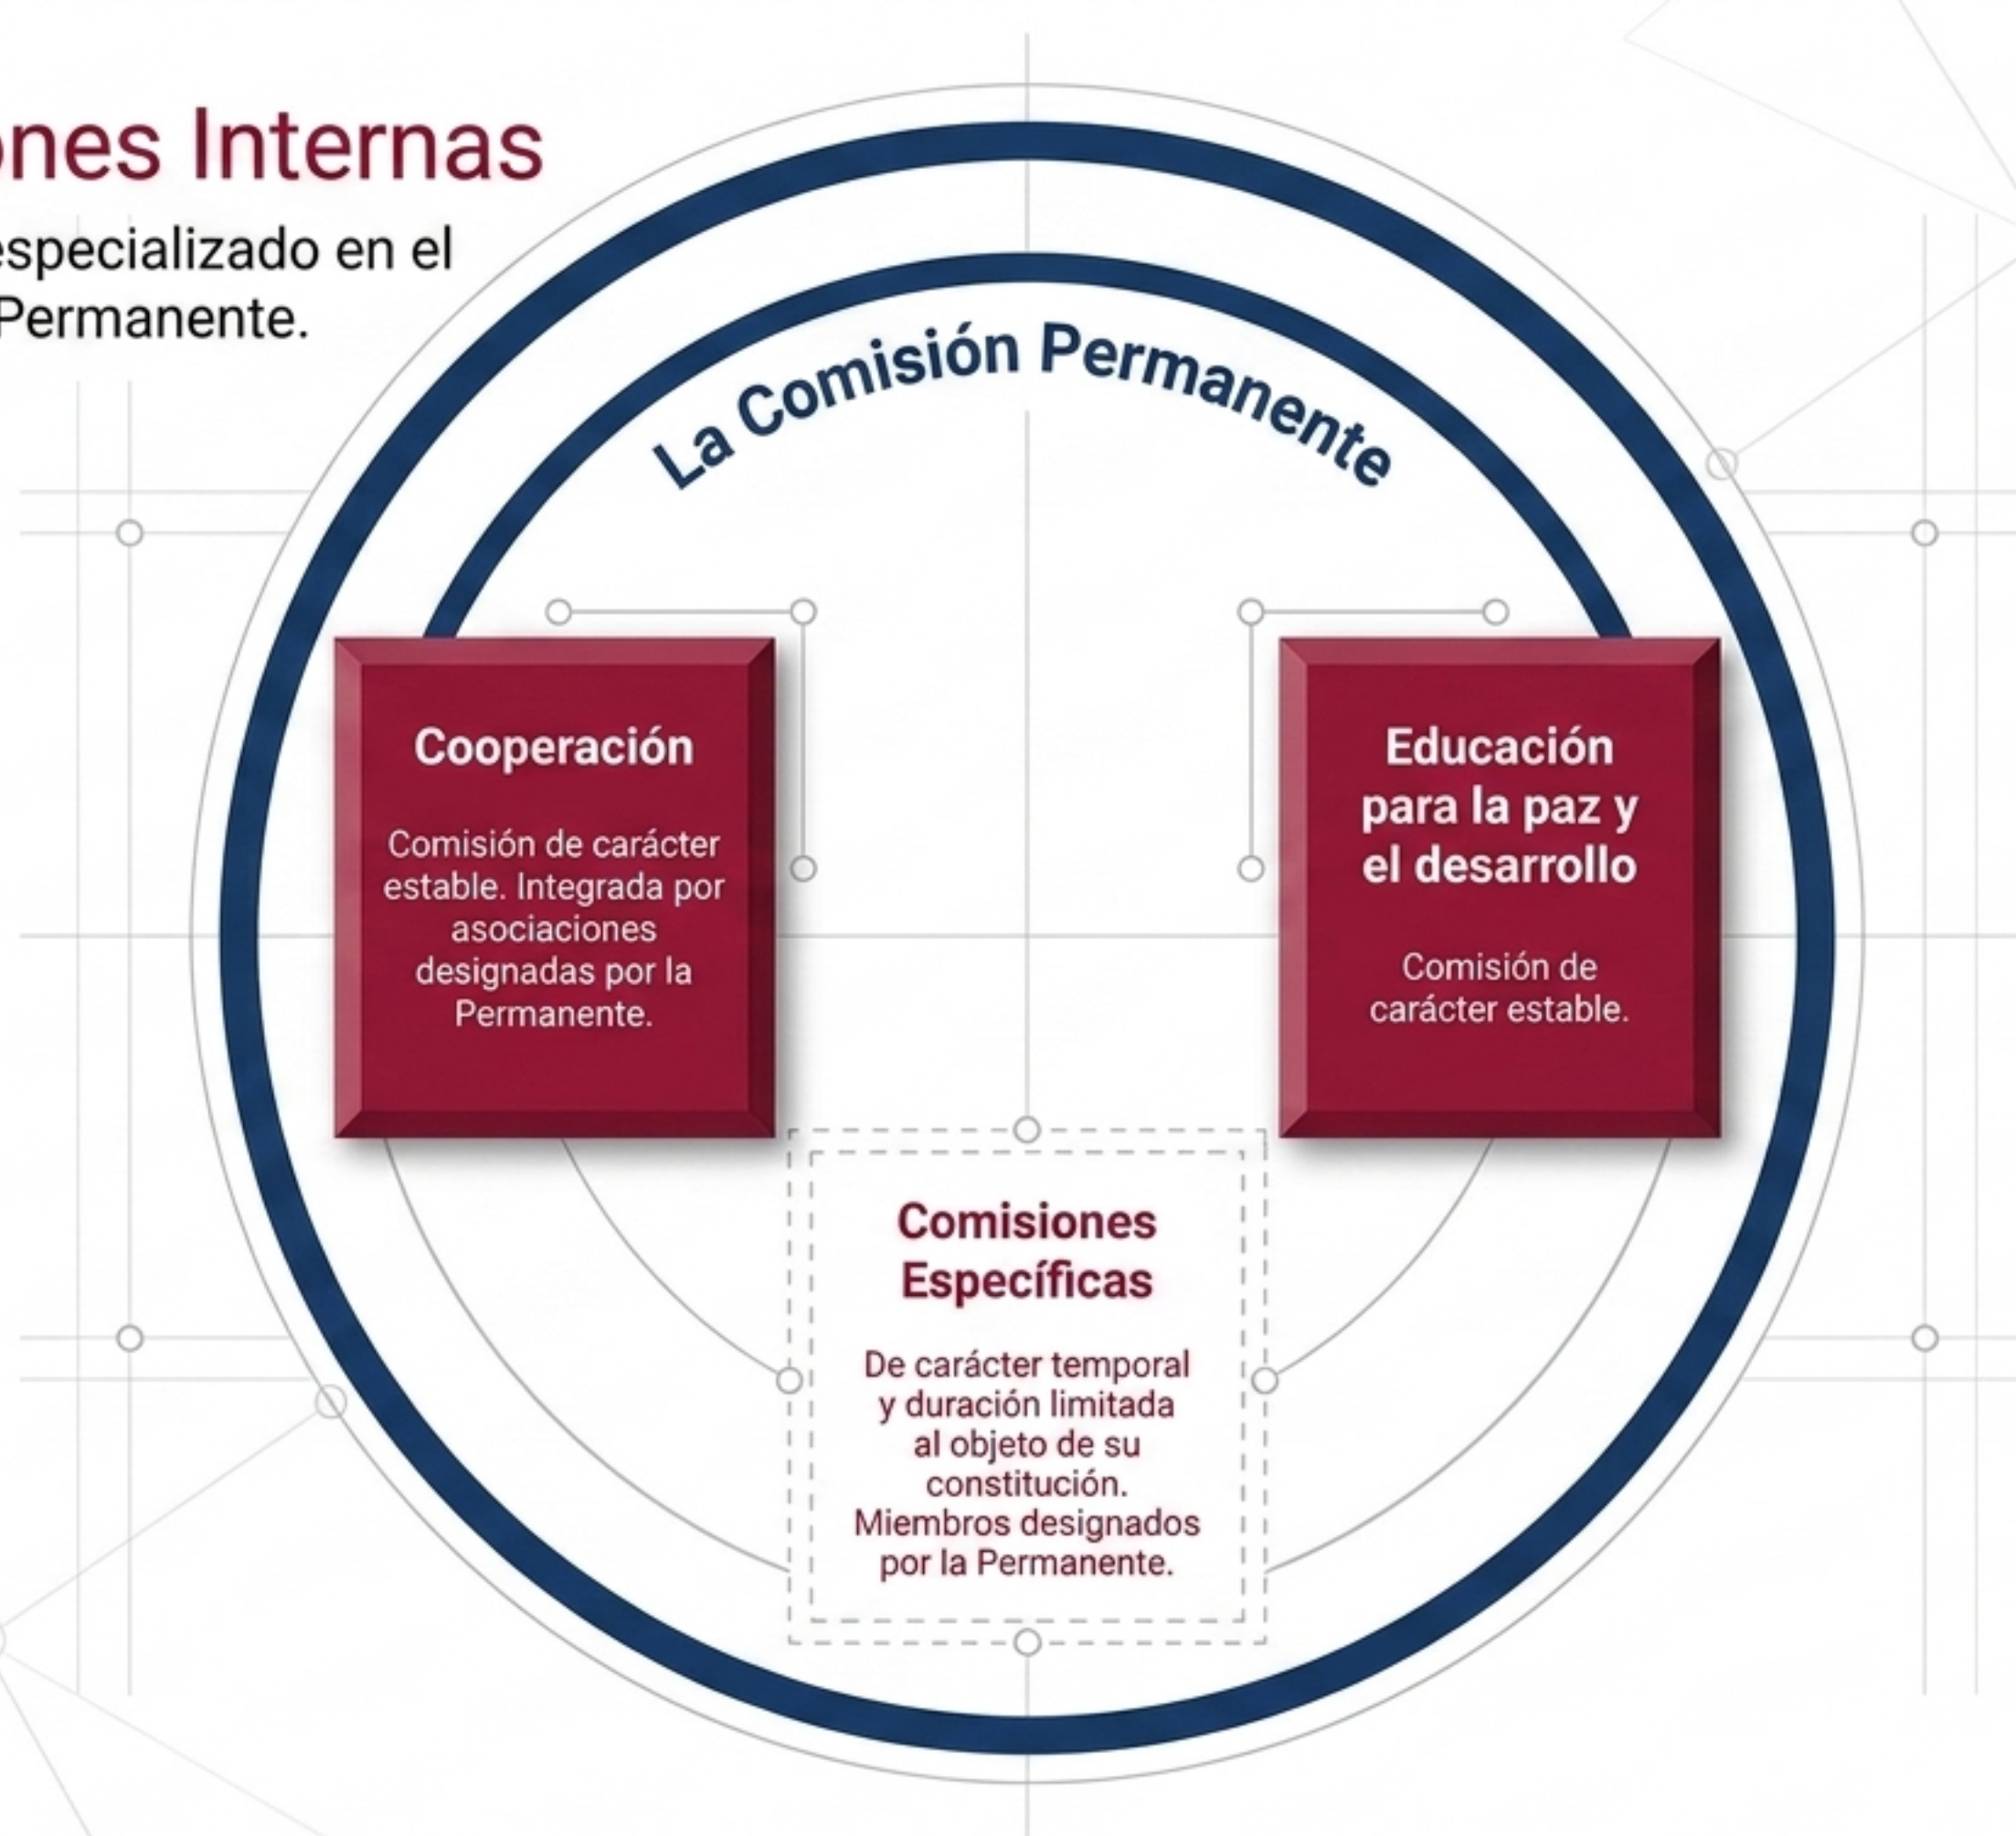 ones Internas
especializado en el
Permanente.
La Comisión Permanente
Cooperación
Comisión de carácter
estable. Integrada por
asociaciones
designadas por la
Permanente.
Educación
para la paz y
el desarrollo
Comisión de
carácter estable.
Comisiones
Específicas
De carácter temporal
y duración limitada
al objeto de su
constitución.
Miembros designados
por la Permanente.